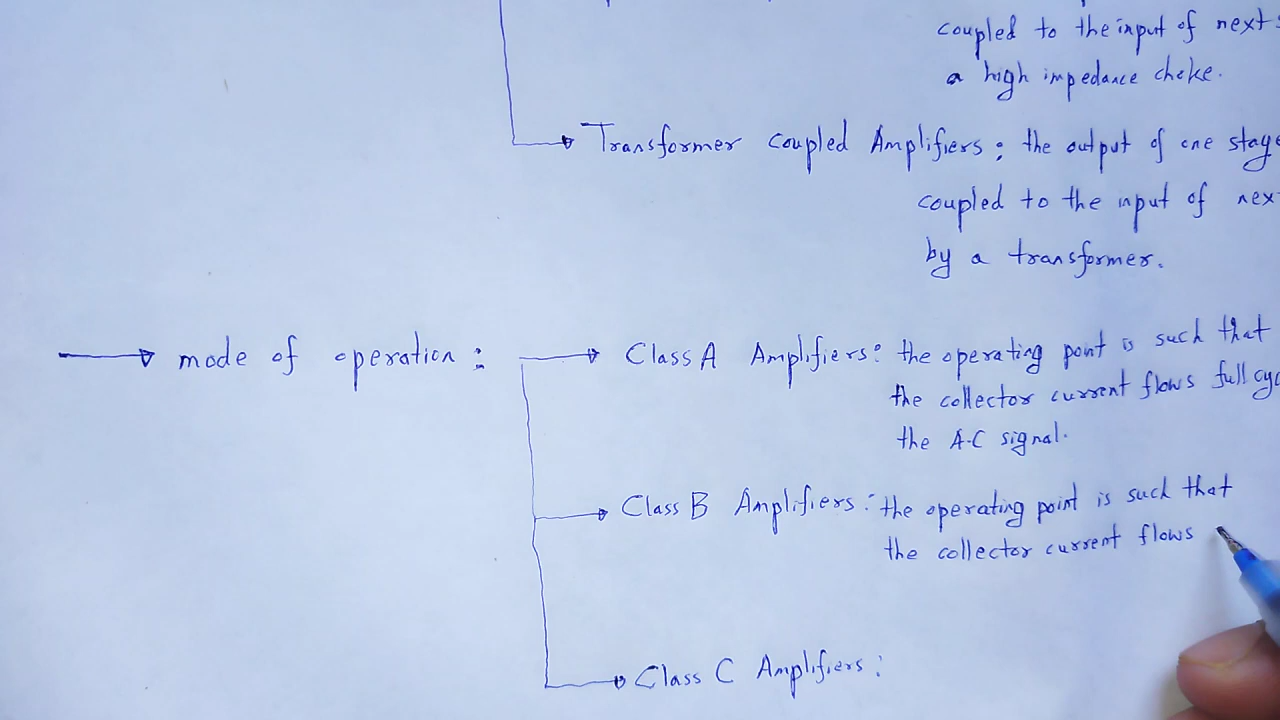 coupled to the input of next
a high impedance choke.
Transformer Coupled Amplifiers : the output of one stage
coupled to the input of nex
by a transformer.
mode of operation : Class A Amplifiers : the operating point is such that
the collector current flows full cyc
the A-C signal.
Class B Amplifiers : the operating point is such that
the collector current flows
Class C Amplifiers :